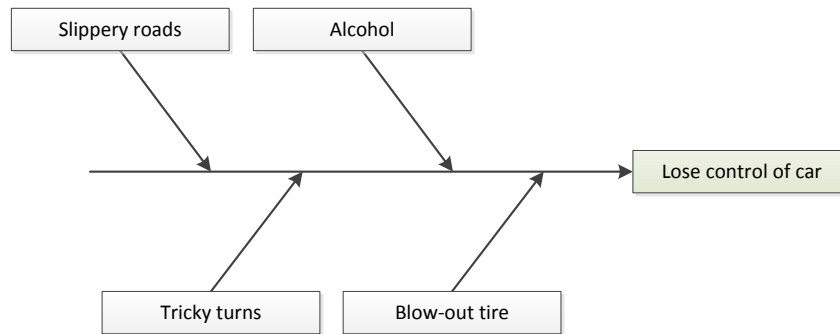 Slippery roads
Alcohol
Lose control of car
Tricky turns
Blow-out tire